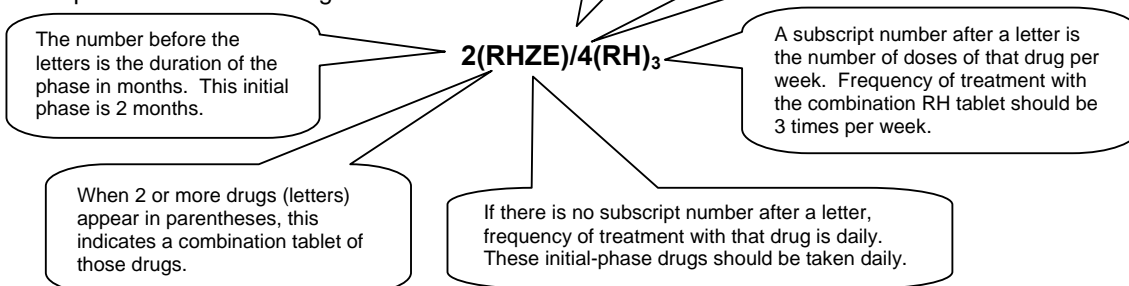 The number before the
letters is the duration of the
phase in months. This initial
phase is 2 months.
2(RHZE)/4(RH)₃
A subscript number after a letter is
the number of doses of that drug per
week. Frequency of treatment with
the combination RH tablet should be
3 times per week.
When 2 or more drugs (letters)
appear in parentheses, this
indicates a combination tablet of
those drugs.
If there is no subscript number after a letter,
frequency of treatment with that drug is daily.
These initial-phase drugs should be taken daily.